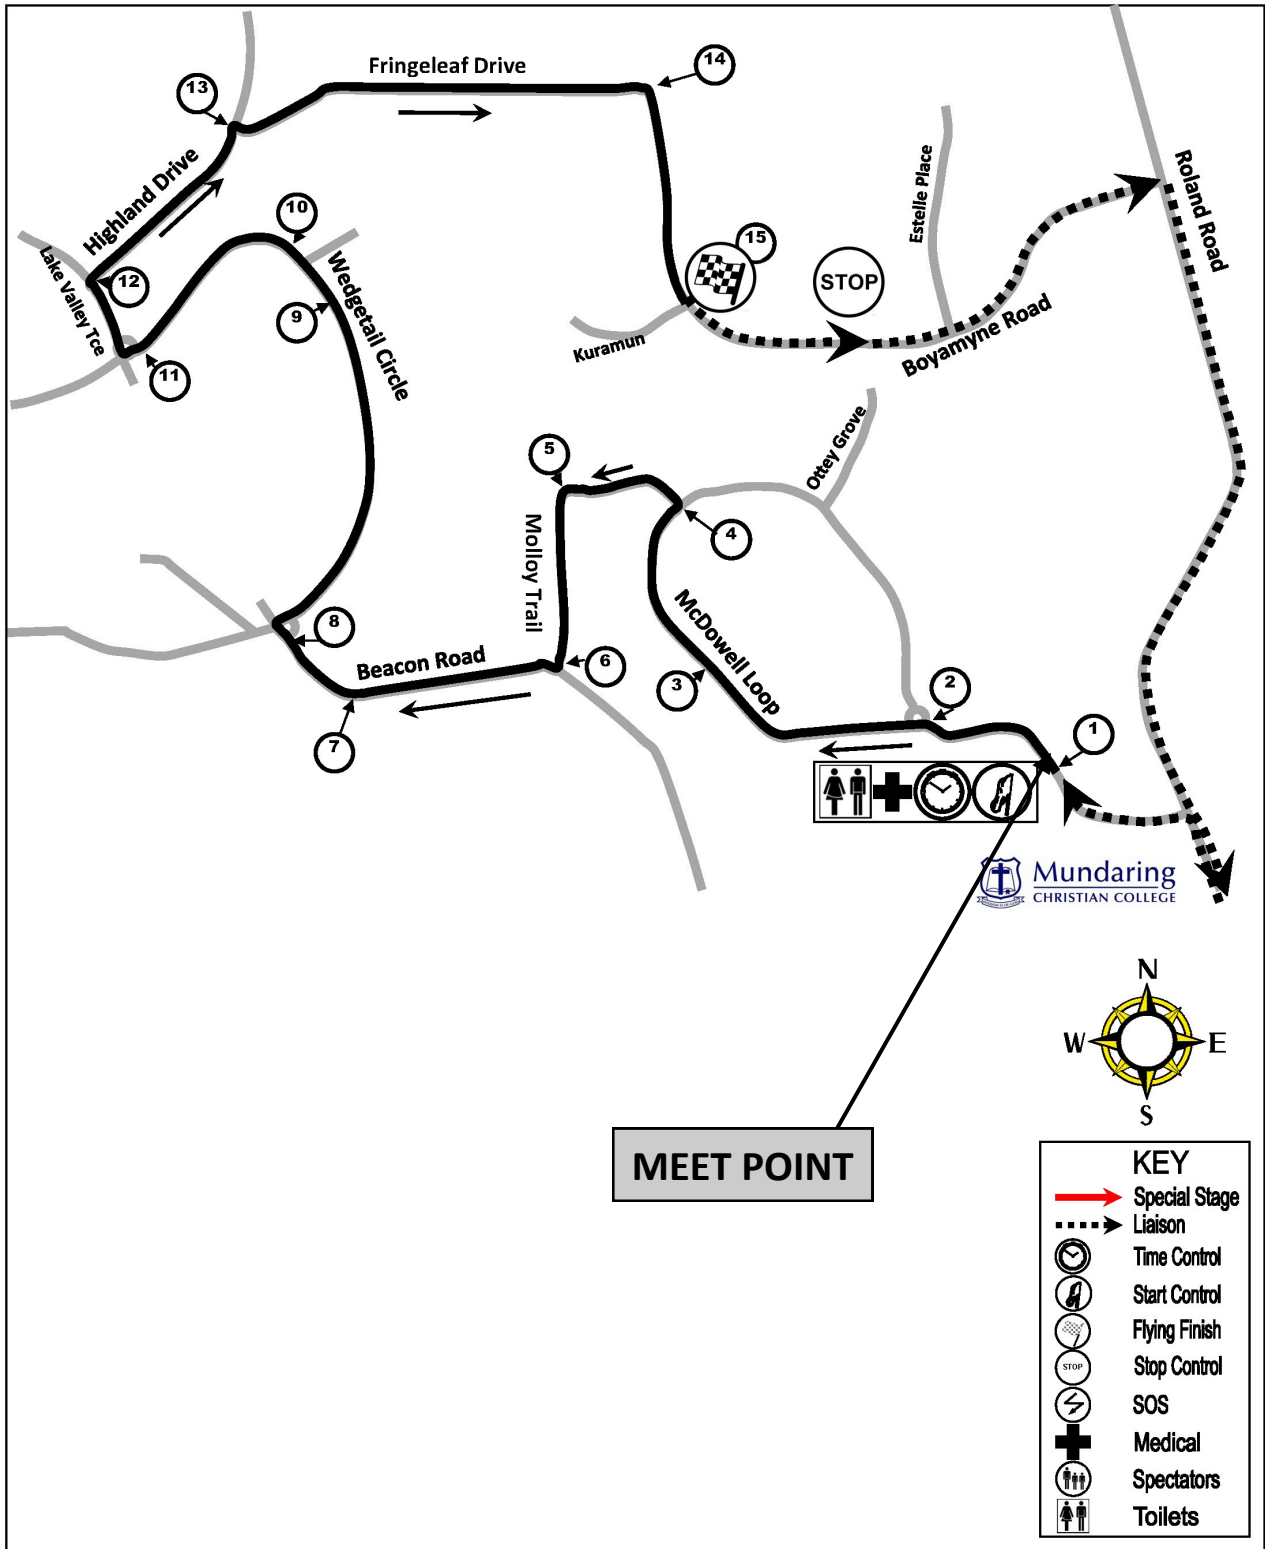 Fringeleaf Drive
14
13
Highland Drive
10
Wedgetail Circle
15
STOP
Estelle Place
Roland Road
Lake Valley Tce
12
9
11
Kuramun
Boyamyne Road
Ottey Grove
5
4
Molloy Trail
McDowell Loop
8
Beacon Road
6
3
2
7
1
Mundaring
CHRISTIAN COLLEGE
N
W
E
S
MEET POINT
KEY
Special Stage
Liaison
Time Control
Start Control
Flying Finish
STOP
Stop Control
SOS
Medical
Spectators
Toilets